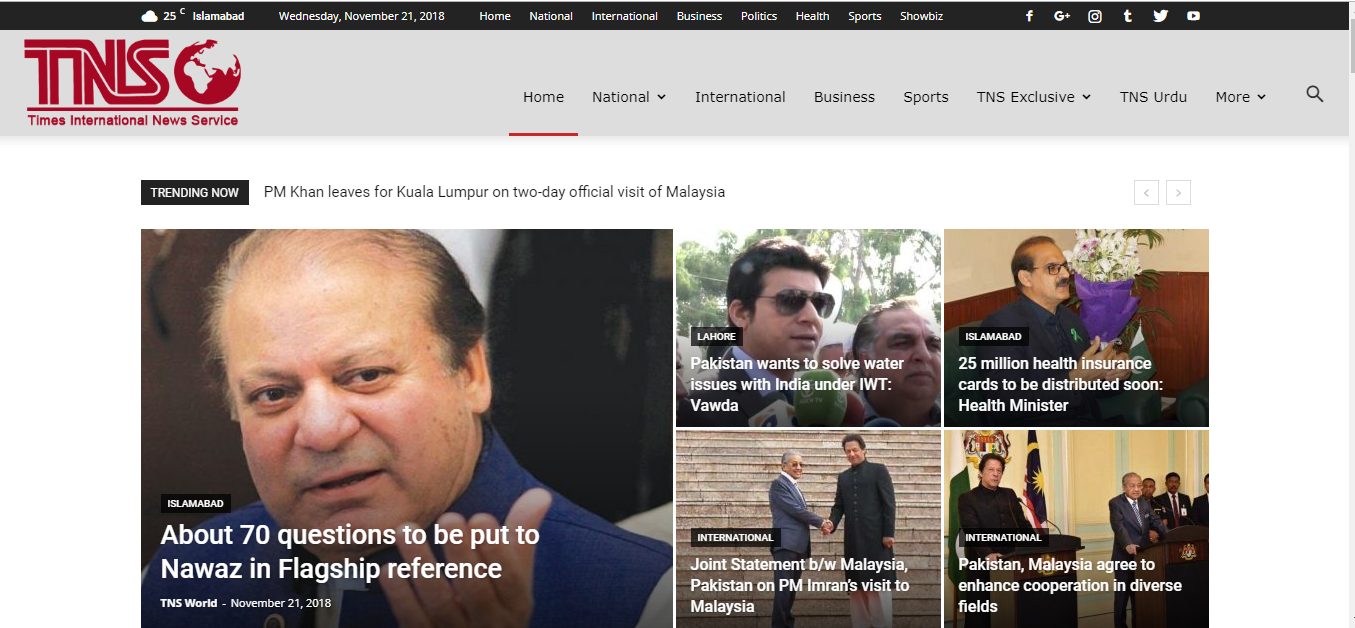 25 C Islamabad Wednesday, November 21, 2018 Home National International Business Politics Health Sports Showbiz
TNS
Times International News Service
Home National International Business Sports TNS Exclusive TNS Urdu More
TRENDING NOW PM Khan leaves for Kuala Lumpur on two-day official visit of Malaysia
ISLAMABAD
About 70 questions to be put to
Nawaz in Flagship reference
TNS World - November 21, 2018
LAHORE
Pakistan wants to solve water
issues with India under IWT:
Vawda
ISLAMABAD
25 million health insurance
cards to be distributed soon:
Health Minister
INTERNATIONAL
Joint Statement b/w Malaysia,
Pakistan on PM Imran's visit to
Malaysia
INTERNATIONAL
Pakistan, Malaysia agree to
enhance cooperation in diverse
fields